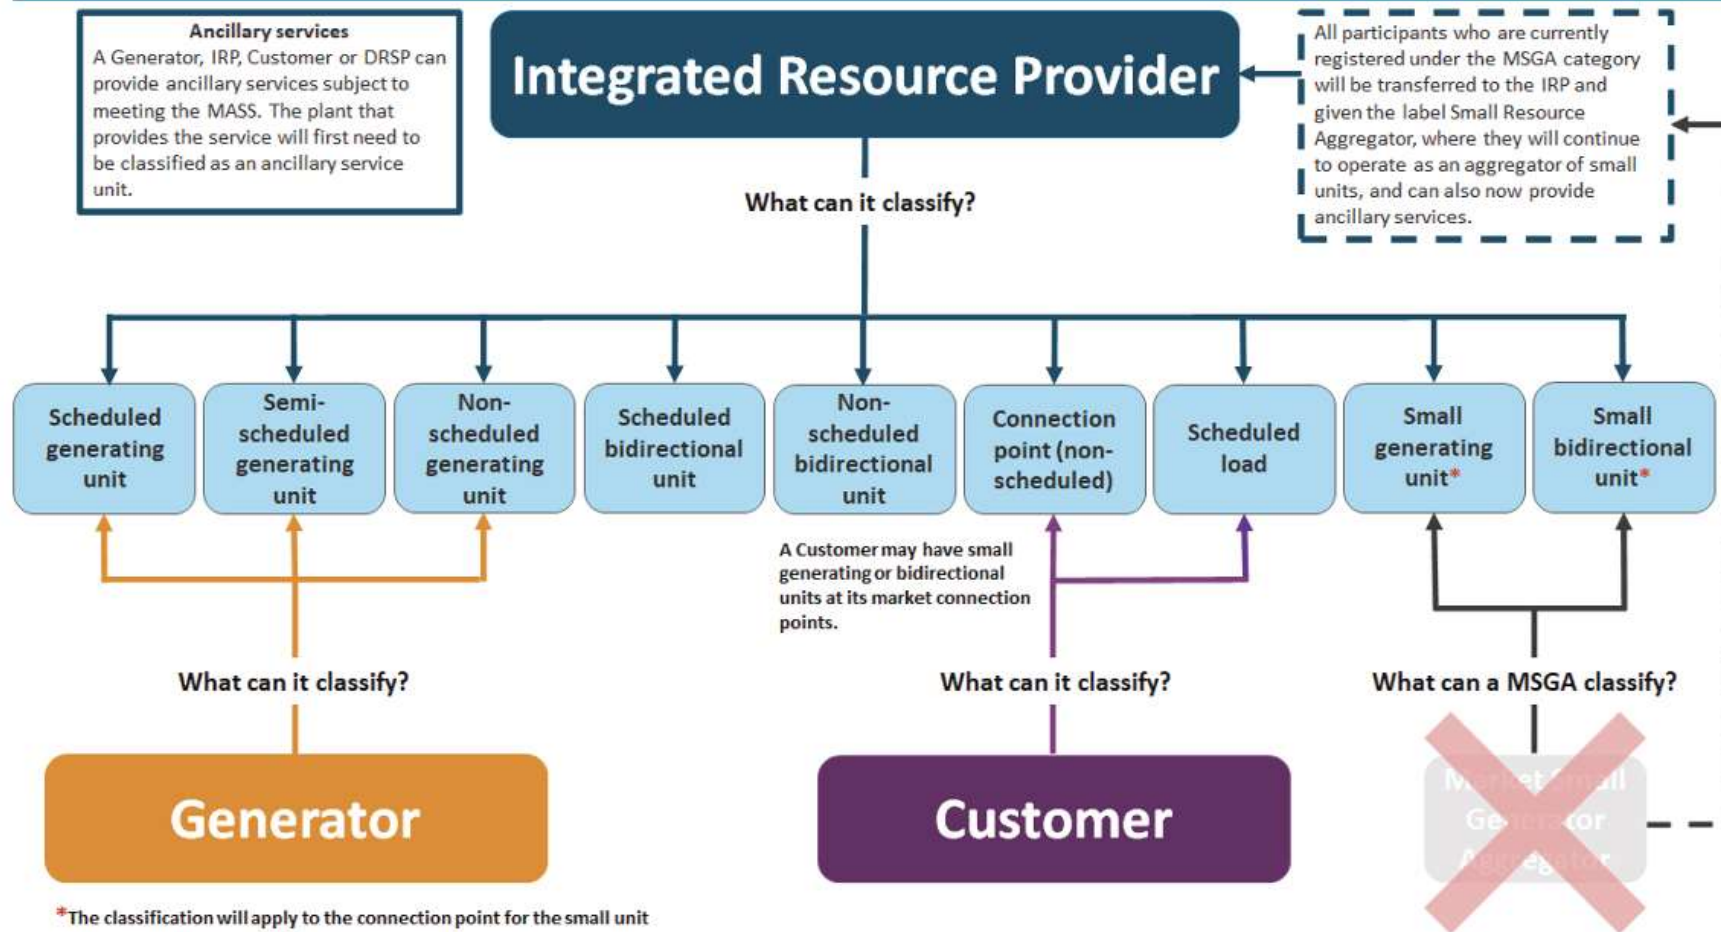 Ancillary services
A Generator, IRP, Customer or DRSP can
provide ancillary services subject to
meeting the MASS. The plant that
provides the service will first need to
be classified as an ancillary service
unit.
Integrated Resource Provider
All participants who are currently
registered under the MSGA category
will be transferred to the IRP and
given the label Small Resource
Aggregator, where they will continue
to operate as an aggregator of small
units, and can also now provide
ancillary services.
What can it classify?
Scheduled
generating
unit
Semi-
scheduled
generating
unit
Non-
scheduled
generating
unit
Scheduled
bidirectional
unit
Non-
scheduled
bidirectional
unit
Connection
point (non-
scheduled)
Scheduled
load
Small
generating
unit*
Small
bidirectional
unit*
A Customer may have small
generating or bidirectional
units at its market connection
points.
What can it classify?
What can it classify?
What can a MSGA classify?
Generator
Customer
Market Small
Generator
Aggregator
*The classification will apply to the connection point for the small unit